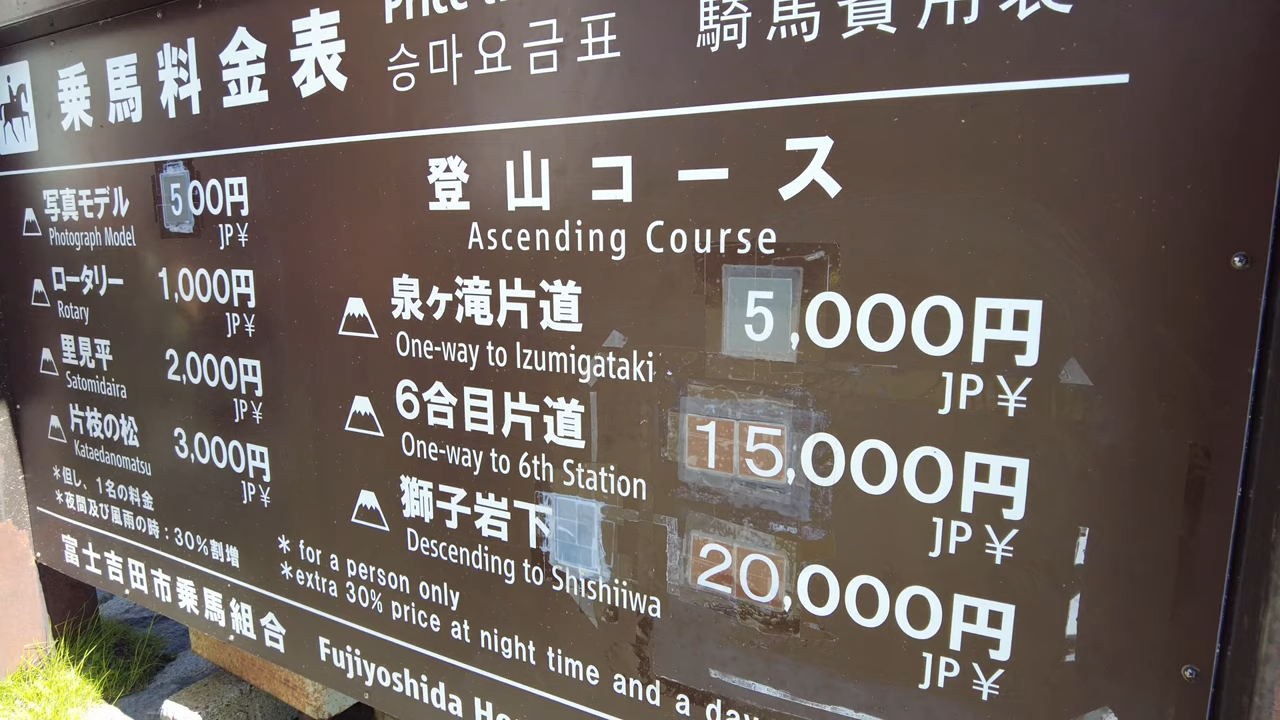 乗馬料金表
Price
승마요금표 騎馬費用表
写真モデル 500円
Photograph Model JP¥
ロータリー 1,000円
Rotary JP¥
里見平 2,000円
Satomidaira JP¥
片枝の松 3,000円
Kataedanomatsu JP¥
*但し、1名の料金
*夜間及び風雨の時：30%割増
登山コース
Ascending Course
泉ヶ滝片道 5,000円
One-way to Izumigataki JP¥
6合目片道 15,000円
One-way to 6th Station JP¥
獅子岩下 20,000円
Descending to Shishiiwa JP¥
* for a person only
*extra 30% price at night time and a
富士吉田市乗馬組合 Fujiyoshida